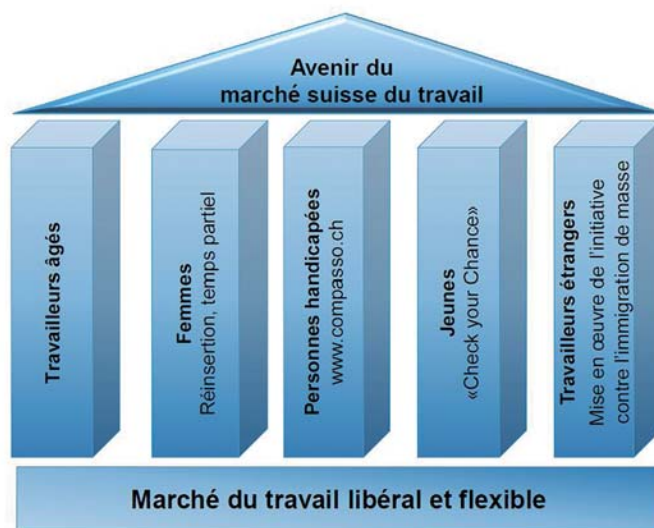 Avenir du
marché suisse du travail
Travailleurs âgés
Femmes
Réinsertion, temps partiel
Personnes handicapées
www.compasso.ch
Jeunes
«Check your Chance»
Travailleurs étrangers
Mise en œuvre de l'initiative
contre l'immigration de masse
Marché du travail libéral et flexible